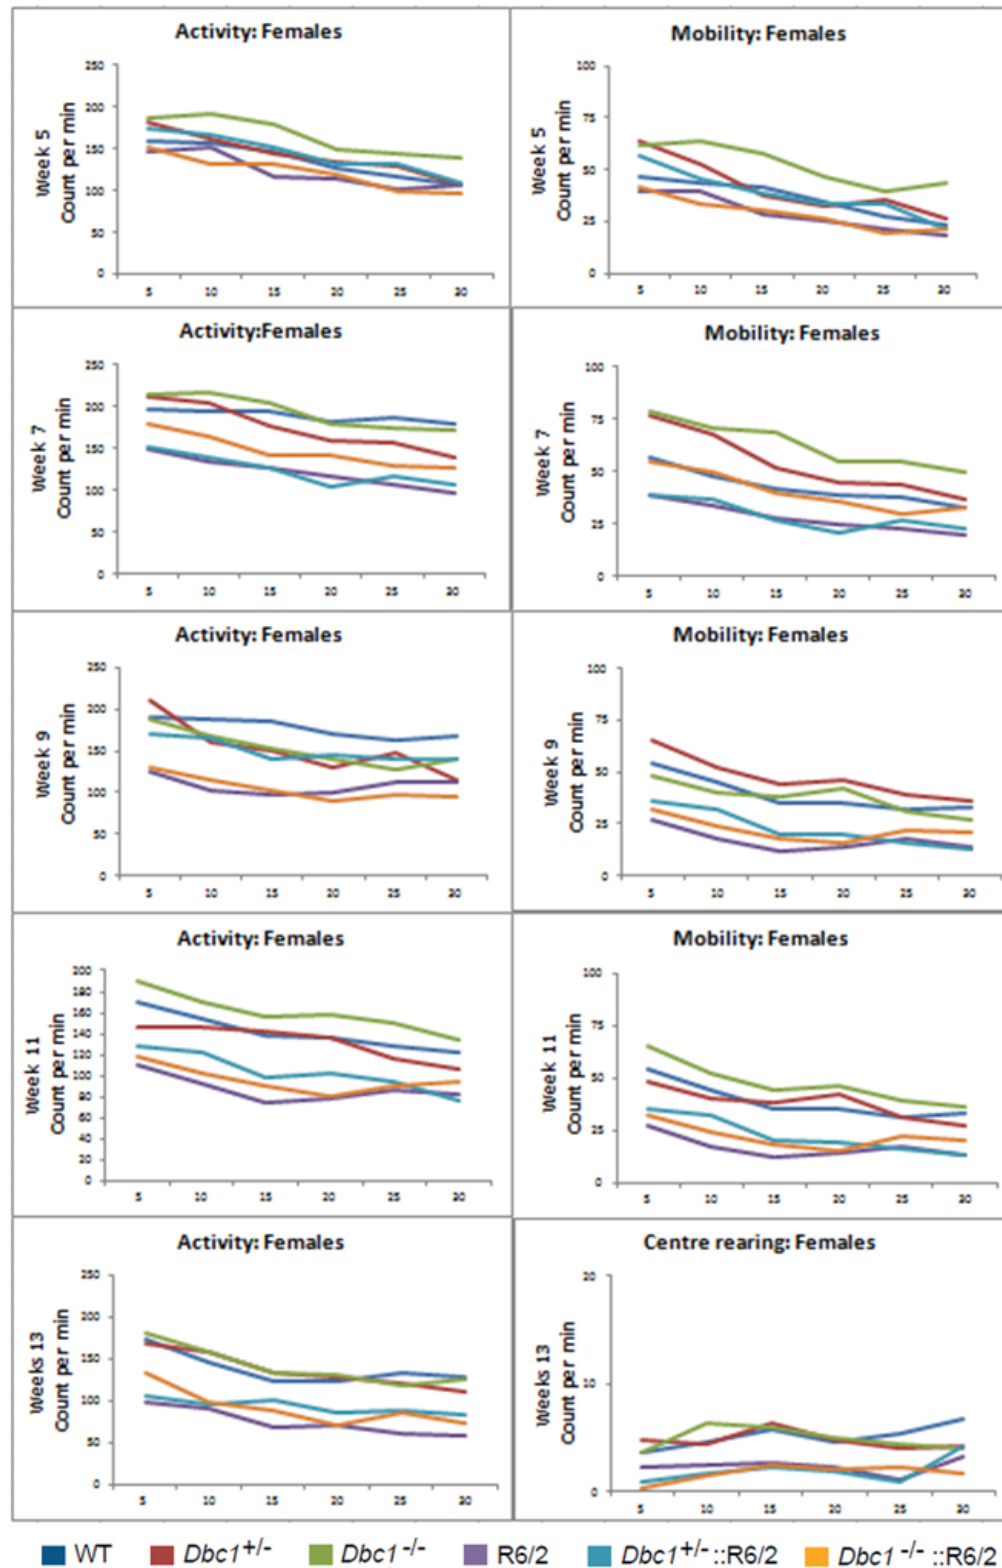 Activity: Females
Week 5
Count per min
250
200
150
100
50
0
5 10 15 20 25 30
Mobility: Females
Week 5
Count per min
100
75
50
25
0
5 10 15 20 25 30
Activity:Females
Week 7
Count per min
250
200
150
100
50
0
5 10 15 20 25 30
Mobility: Females
Week 7
Count per min
100
75
50
25
0
5 10 15 20 25 30
Activity: Females
Week 9
Count per min
250
200
150
100
50
0
5 10 15 20 25 30
Mobility: Females
Week 9
Count per min
100
75
50
25
0
5 10 15 20 25 30
Activity: Females
Week 11
Count per min
200
180
160
140
120
100
80
60
40
20
0
5 10 15 20 25 30
Mobility: Females
Week 11
Count per min
100
75
50
25
0
5 10 15 20 25 30
Activity: Females
Weeks 13
Count per min
250
200
150
100
50
0
5 10 15 20 25 30
Centre rearing: Females
Weeks 13
Count per min
20
10
0
5 10 15 20 25 30
WT Dbc1+/- Dbc1-/- R6/2 Dbc1+/-::R6/2 Dbc1-/-::R6/2